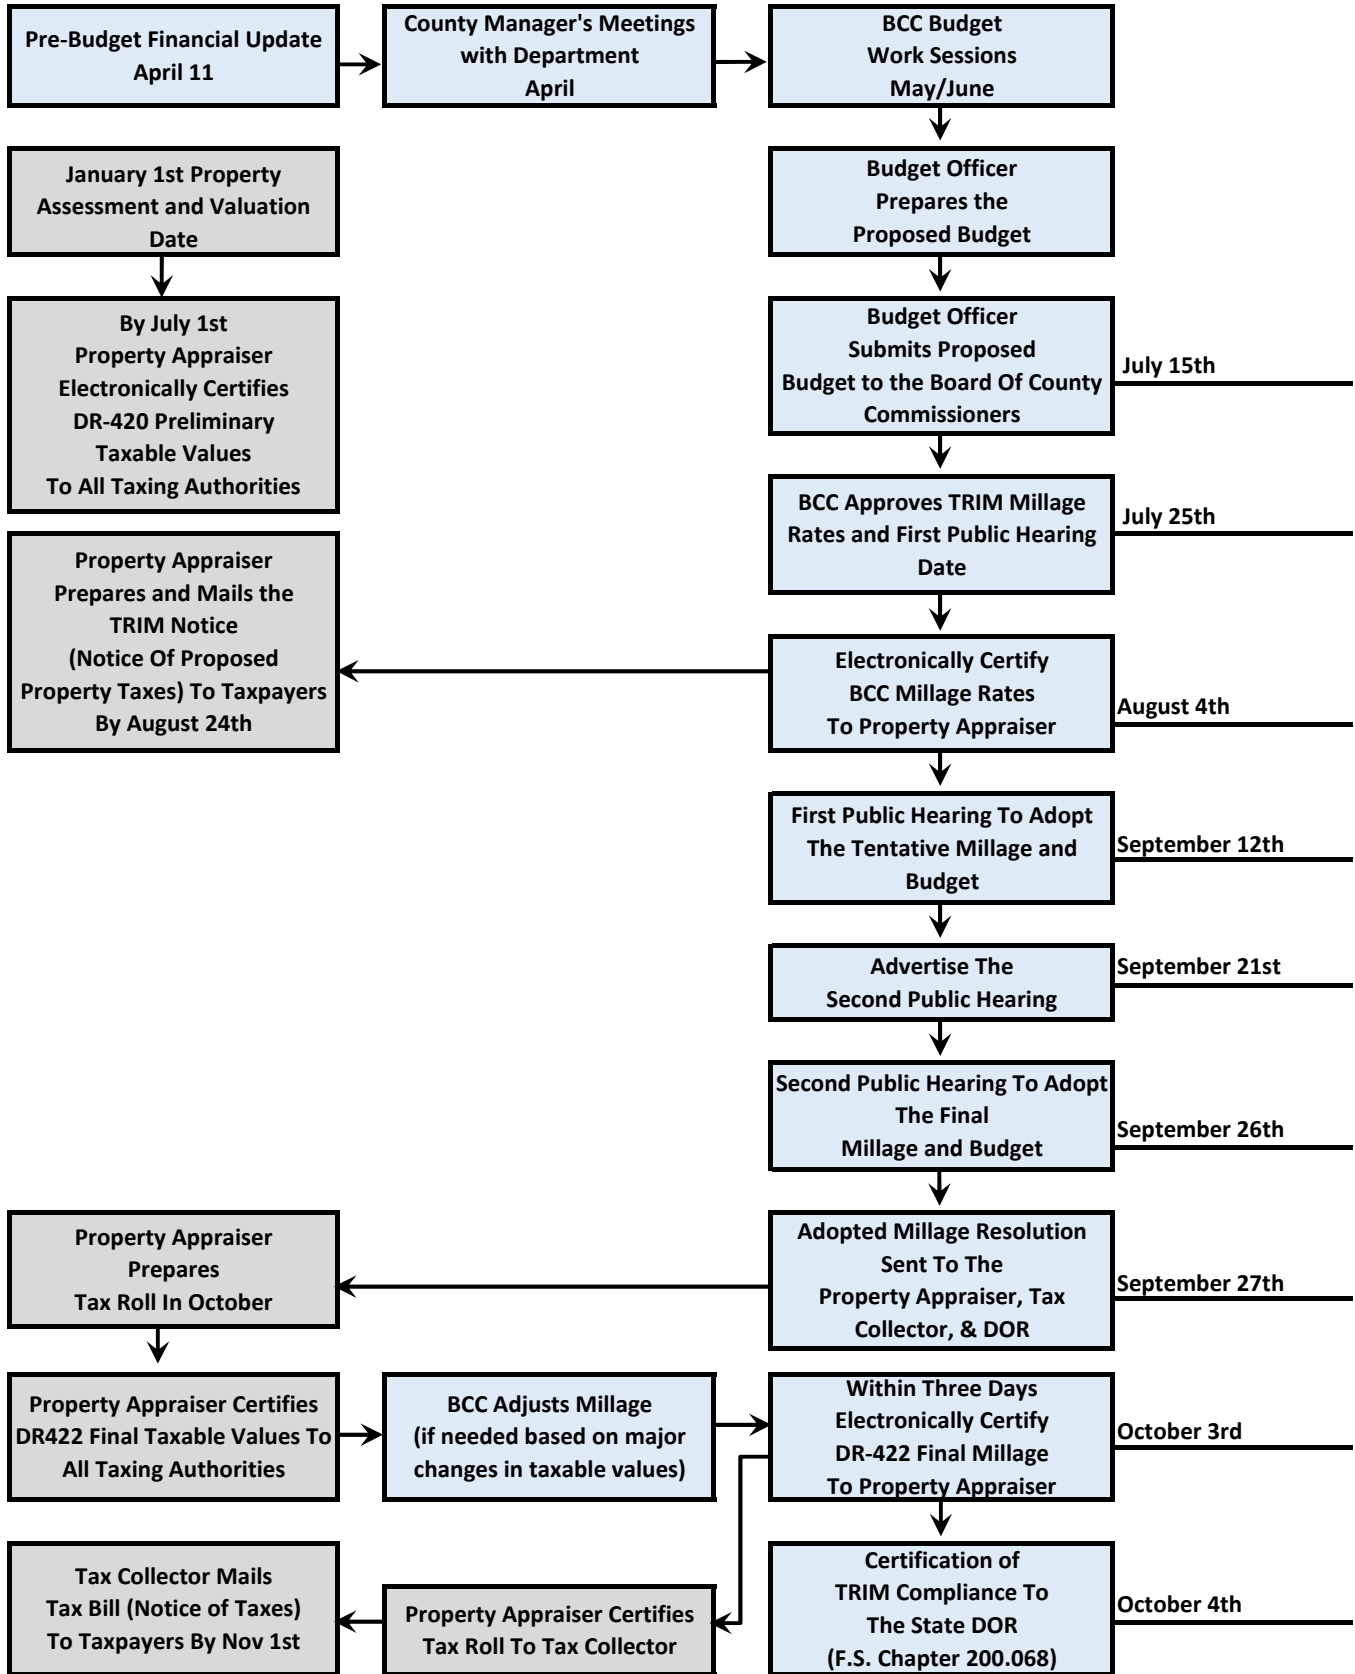 Pre-Budget Financial Update
April 11
County Manager's Meetings
with Department
April
BCC Budget
Work Sessions
May/June
January 1st Property
Assessment and Valuation
Date
Budget Officer
Prepares the
Proposed Budget
By July 1st
Property Appraiser
Electronically Certifies
DR-420 Preliminary
Taxable Values
To All Taxing Authorities
Budget Officer
Submits Proposed
Budget to the Board Of County
Commissioners
July 15th
BCC Approves TRIM Millage
Rates and First Public Hearing
Date
July 25th
Property Appraiser
Prepares and Mails the
TRIM Notice
(Notice Of Proposed
Property Taxes) To Taxpayers
By August 24th
Electronically Certify
BCC Millage Rates
To Property Appraiser
August 4th
First Public Hearing To Adopt
The Tentative Millage and
Budget
September 12th
Advertise The
Second Public Hearing
September 21st
Second Public Hearing To Adopt
The Final
Millage and Budget
September 26th
Property Appraiser
Prepares
Tax Roll In October
Adopted Millage Resolution
Sent To The
Property Appraiser, Tax
Collector, & DOR
September 27th
Property Appraiser Certifies
DR422 Final Taxable Values To
All Taxing Authorities
BCC Adjusts Millage
(if needed based on major
changes in taxable values)
Within Three Days
Electronically Certify
DR-422 Final Millage
To Property Appraiser
October 3rd
Tax Collector Mails
Tax Bill (Notice of Taxes)
To Taxpayers By Nov 1st
Property Appraiser Certifies
Tax Roll To Tax Collector
Certification of
TRIM Compliance To
The State DOR
(F.S. Chapter 200.068)
October 4th